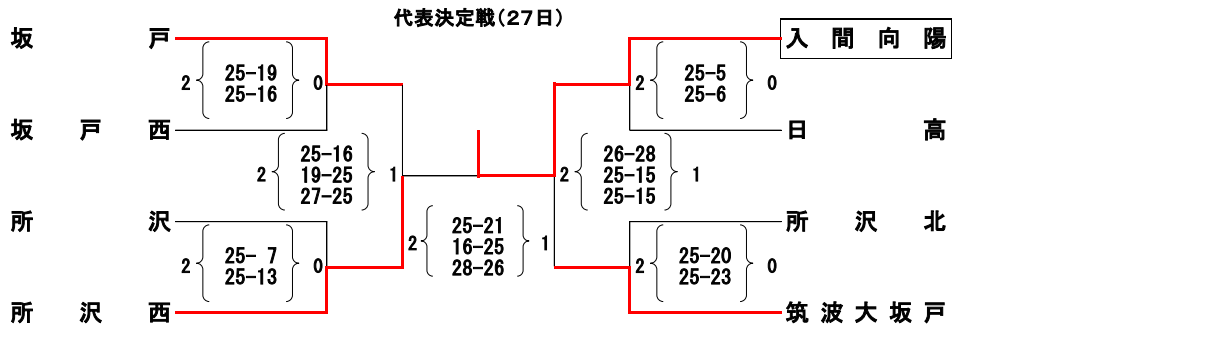 代表決定戦(27日)
坂戸
入間向陽
2 25-19 0
25-16
2 25-5 0
25-6
坂戸西
日高
2 25-16 1
19-25
27-25
2 26-28 1
25-15
25-15
所沢
所沢北
2 25-21 1
16-25
28-26
2 25- 7 0
25-13
2 25-20 0
25-23
所沢西
筑波大坂戸